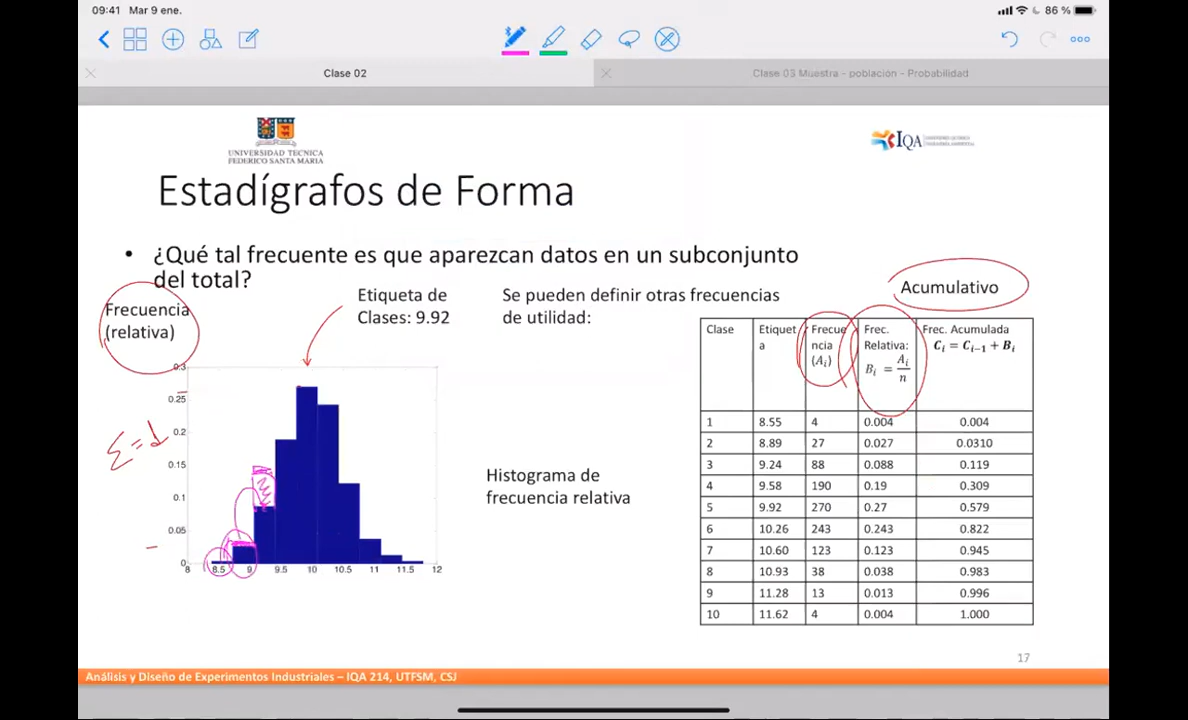 09:41 Mar 9 ene.
86 %
Clase 02
Clase 03 Muestra - población - Probabilidad
UNIVERSIDAD TECNICA
FEDERICO SANTA MARIA
IQA
Estadígrafos de Forma
• ¿Qué tal frecuente es que aparezcan datos en un subconjunto
del total?
Frecuencia
(relativa)
Etiqueta de
Clases: 9.92
Se pueden definir otras frecuencias
de utilidad:
Acumulativo
0.3
0.25
0.2
0.15
0.1
0.05
0
8 8.5 9 9.5 10 10.5 11 11.5 12
Histograma de
frecuencia relativa
Clase Etiquet
a Frecue
ncia
(Aᵢ) Frec.
Relativa:
Bᵢ = Aᵢ/n Frec. Acumulada
Cᵢ = Cᵢ₋₁ + Bᵢ
1 8.55 4 0.004 0.004
2 8.89 27 0.027 0.0310
3 9.24 88 0.088 0.119
4 9.58 190 0.19 0.309
5 9.92 270 0.27 0.579
6 10.26 243 0.243 0.822
7 10.60 123 0.123 0.945
8 10.93 38 0.038 0.983
9 11.28 13 0.013 0.996
10 11.62 4 0.004 1.000
17
Análisis y Diseño de Experimentos Industriales – IQA 214, UTFSM, CSJ